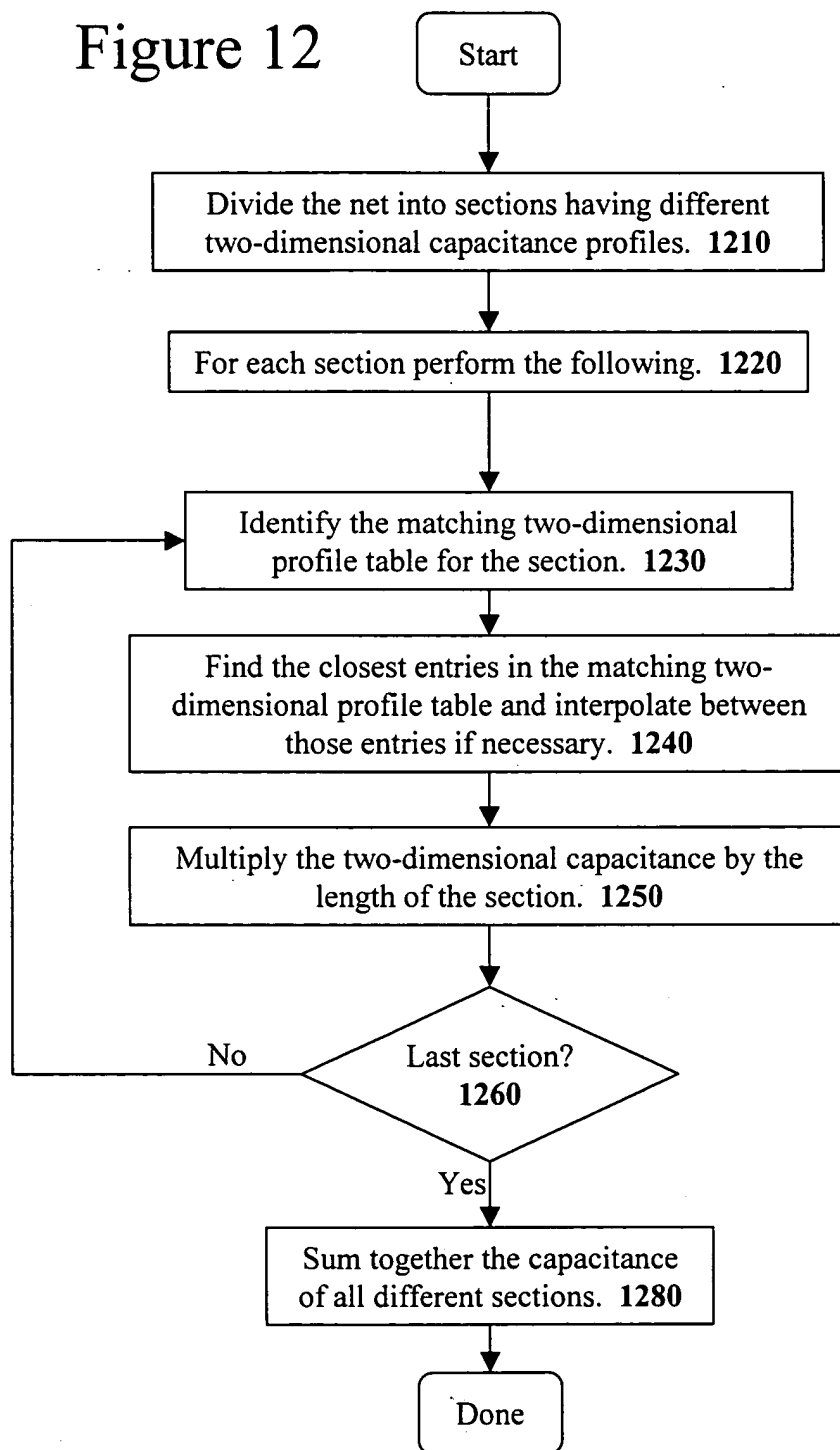 Figure 12
Start
Divide the net into sections having different
two-dimensional capacitance profiles. 1210
For each section perform the following. 1220
Identify the matching two-dimensional
profile table for the section. 1230
Find the closest entries in the matching two-
dimensional profile table and interpolate between
those entries if necessary. 1240
Multiply the two-dimensional capacitance by the
length of the section. 1250
No
Last section?
1260
Yes
Sum together the capacitance
of all different sections. 1280
Done